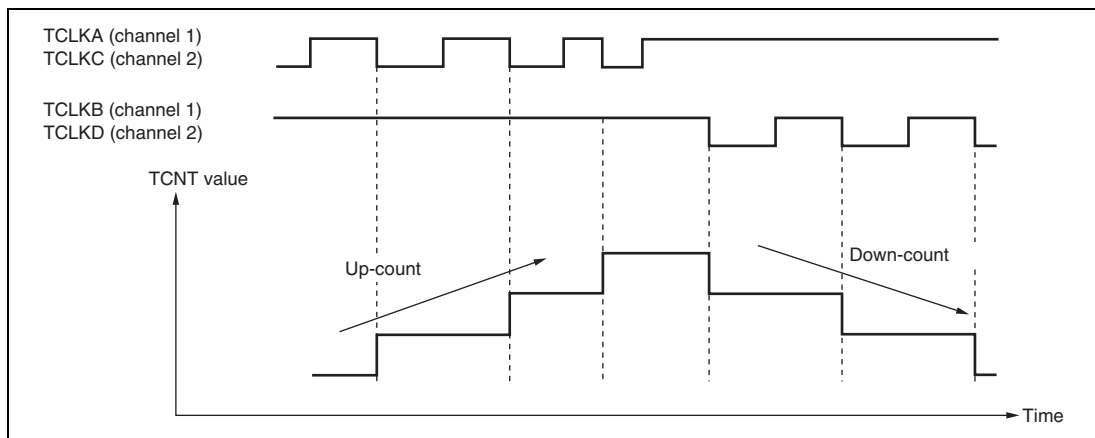 TCLKA (channel 1)
TCLKC (channel 2)
TCLKB (channel 1)
TCLKD (channel 2)
TCNT value
Up-count
Down-count
Time